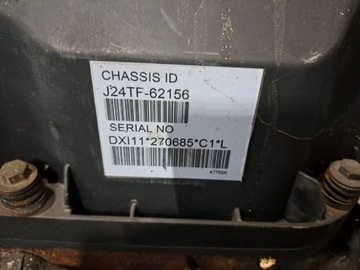 CHASSIS ID
J24TF-62156
SERIAL NO
DXI11*270685*C1*L
477608